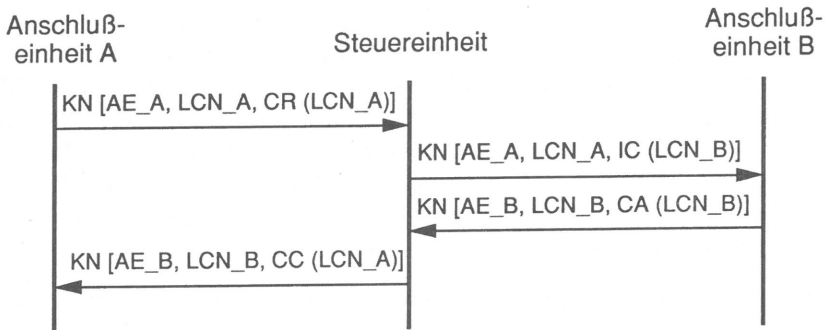 Anschluß-
einheit A
Steuereinheit
Anschluß-
einheit B
KN [AE_A, LCN_A, CR (LCN_A)]
KN [AE_A, LCN_A, IC (LCN_B)]
KN [AE_B, LCN_B, CA (LCN_B)]
KN [AE_B, LCN_B, CC (LCN_A)]